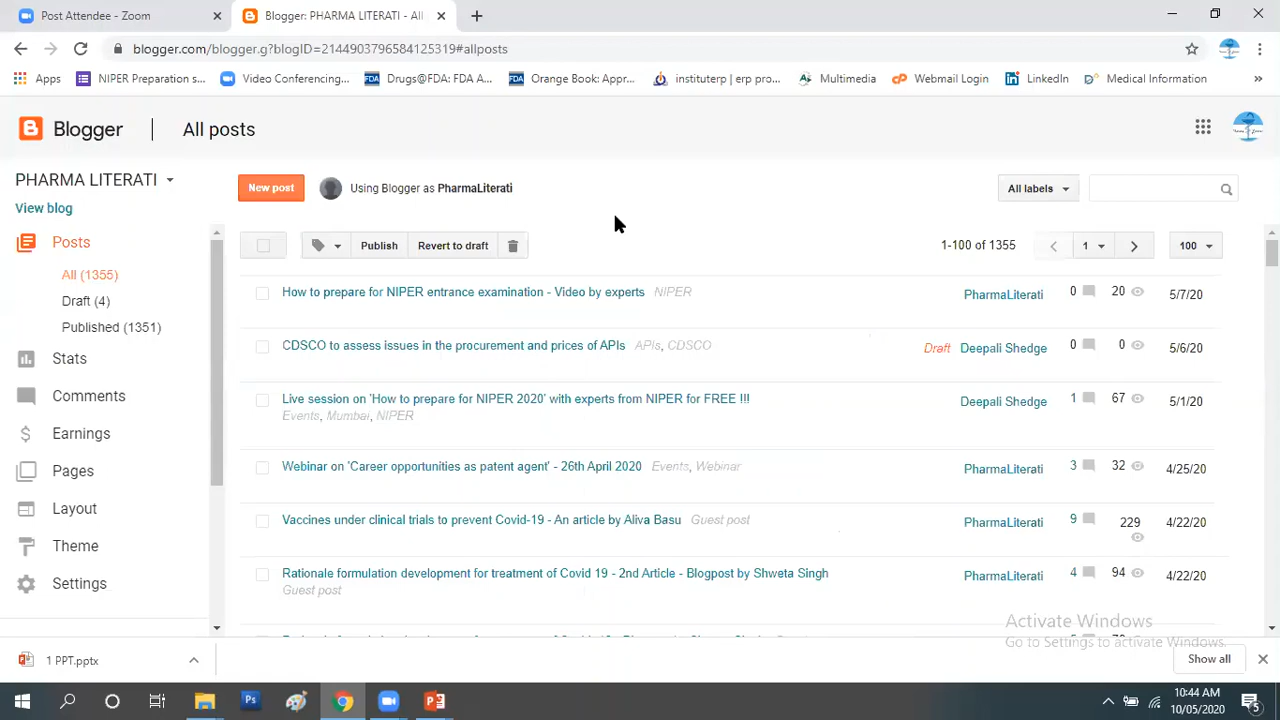 Post Attendee - Zoom
Blogger: PHARMA LITERATI - All
blogger.com/blogger.g?blogID=2144903796584125319#allposts
Apps NIPER Preparation s... Video Conferencing,... Drugs@FDA: FDA A... Orange Book: Appr... instituterp | erp pro... Multimedia Webmail Login LinkedIn Medical Information »
Blogger All posts
PHARMA LITERATI
View blog
New post Using Blogger as PharmaLiterati All labels
Posts
All (1355)
Draft (4)
Published (1351)
Stats
Comments
Earnings
Pages
Layout
Theme
Settings
Publish Revert to draft 1-100 of 1355 1 100
How to prepare for NIPER entrance examination - Video by experts NIPER PharmaLiterati 0 20 5/7/20
CDSCO to assess issues in the procurement and prices of APIs APIs, CDSCO Draft Deepali Shedge 0 0 5/6/20
Live session on 'How to prepare for NIPER 2020' with experts from NIPER for FREE !!! Deepali Shedge 1 67 5/1/20
Events, Mumbai, NIPER
Webinar on 'Career opportunities as patent agent' - 26th April 2020 Events, Webinar PharmaLiterati 3 32 4/25/20
Vaccines under clinical trials to prevent Covid-19 - An article by Aliva Basu Guest post PharmaLiterati 9 229 4/22/20
Rationale formulation development for treatment of Covid 19 - 2nd Article - Blogpost by Shweta Singh PharmaLiterati 4 94 4/22/20
Guest post
Activate Windows
Go to Settings to activate Windows.
1 PPT.pptx Show all
10:44 AM
10/05/2020
5